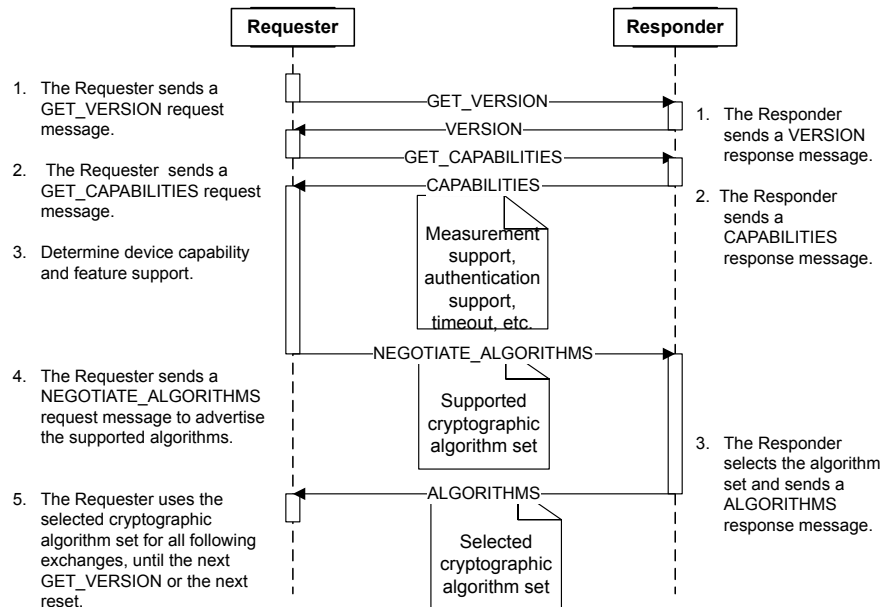 Requester
Responder
1. The Requester sends a
GET_VERSION request
message.
GET_VERSION
VERSION
1. The Responder
sends a VERSION
response message.
2. The Requester sends a
GET_CAPABILITIES request
message.
GET_CAPABILITIES
CAPABILITIES
2. The Responder
sends a
CAPABILITIES
response message.
3. Determine device capability
and feature support.
Measurement
support,
authentication
support,
timeout, etc.
NEGOTIATE_ALGORITHMS
4. The Requester sends a
NEGOTIATE_ALGORITHMS
request message to advertise
the supported algorithms.
Supported
cryptographic
algorithm set
3. The Responder
selects the algorithm
set and sends a
ALGORITHMS
response message.
ALGORITHMS
5. The Requester uses the
selected cryptographic
algorithm set for all following
exchanges, until the next
GET_VERSION or the next
reset.
Selected
cryptographic
algorithm set